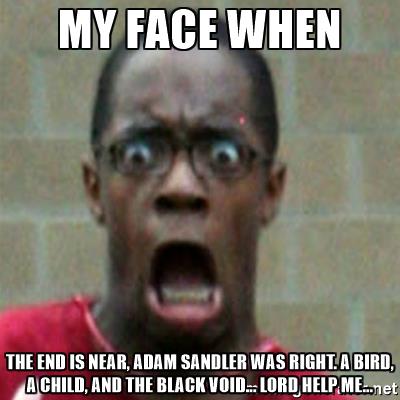 MY FACE WHEN
THE END IS NEAR, ADAM SANDLER WAS RIGHT. A BIRD,
A CHILD, AND THE BLACK VOID... LORD HELP ME...